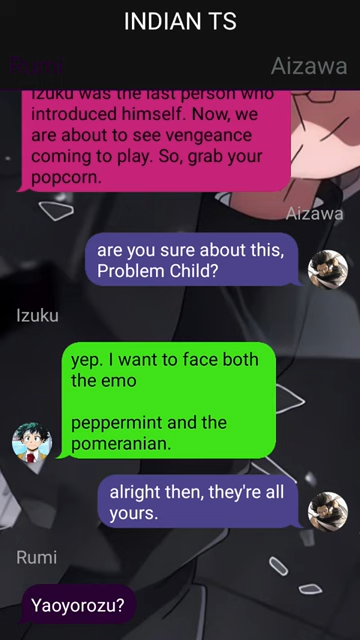 INDIAN TS
Rumi
Aizawa
Izuku was the last person who
introduced himself. Now, we
are about to see vengeance
coming to play. So, grab your
popcorn.
Aizawa
are you sure about this,
Problem Child?
Izuku
yep. I want to face both
the emo
peppermint and the
pomeranian.
alright then, they're all
yours.
Rumi
Yaoyorozu?